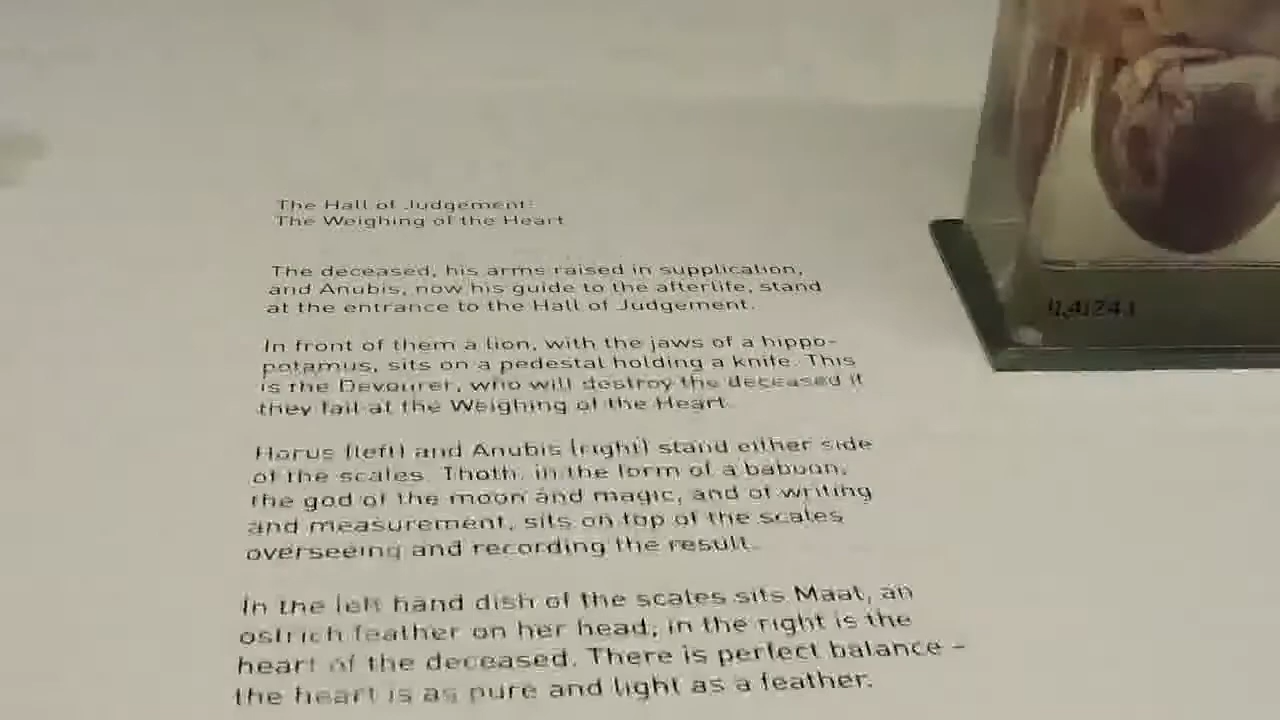 The Hall of Judgement:
The Weighing of the Heart
The deceased, his arms raised in supplication,
and Anubis, now his guide to the afterlife, stand
at the entrance to the Hall of Judgement.
In front of them a lion, with the jaws of a hippo-
potamus, sits on a pedestal holding a knife. This
is the Devourer, who will destroy the deceased if
they fail at the Weighing of the Heart.
Horus (left) and Anubis (right) stand either side
of the scales. Thoth, in the form of a baboon,
the god of the moon and magic, and of writing
and measurement, sits on top of the scales
overseeing and recording the result.
In the left hand dish of the scales sits Maat, an
ostrich feather on her head; in the right is the
heart of the deceased. There is perfect balance –
the heart is as pure and light as a feather.